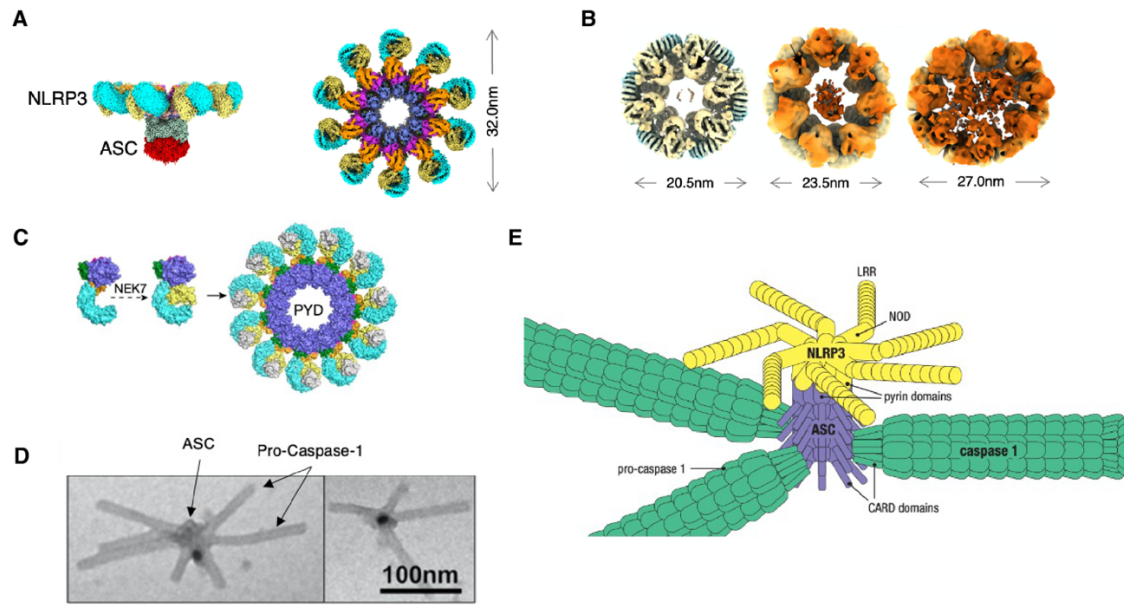 A
NLRP3
ASC
32.0nm
B
20.5nm
23.5nm
27.0nm
C
NEK7
PYD
D
ASC
Pro-Caspase-1
100nm
E
LRR
NOD
NLRP3
pyrin domains
ASC
caspase 1
pro-caspase 1
CARD domains